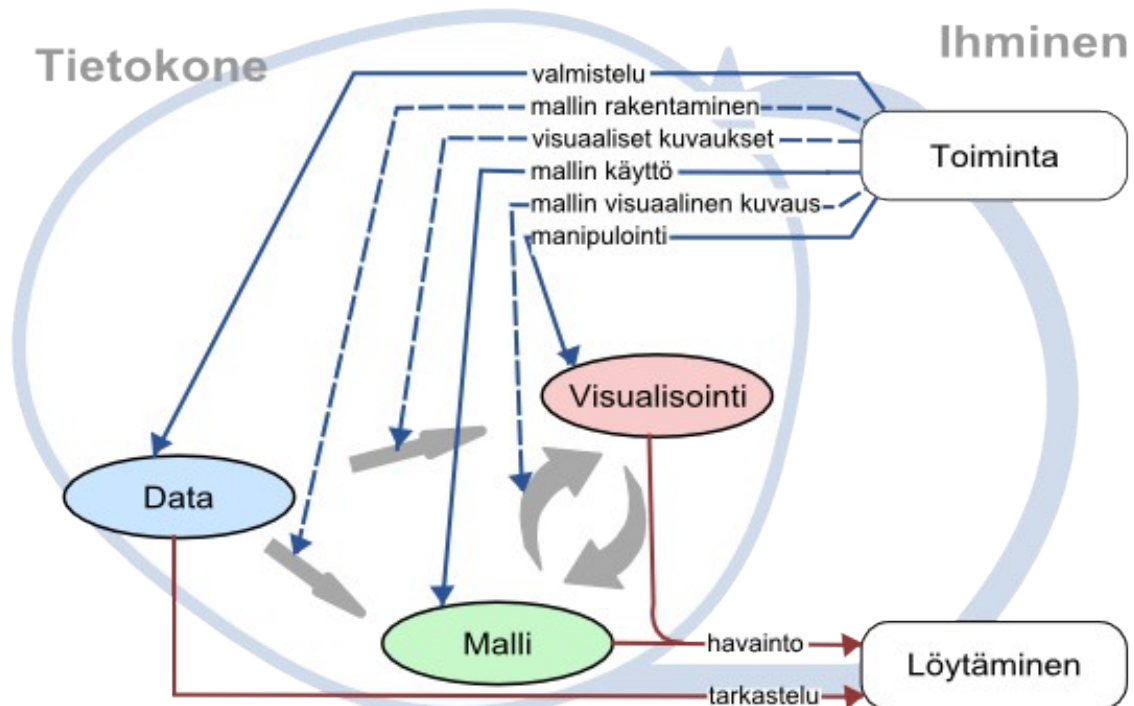 Tietokone
Ihminen
valmistelu
mallin rakentaminen
visuaaliset kuvaukset
mallin käyttö
mallin visuaalinen kuvaus
manipulointi
Toiminta
Visualisointi
Data
Malli
havainto
Löytäminen
tarkastelu